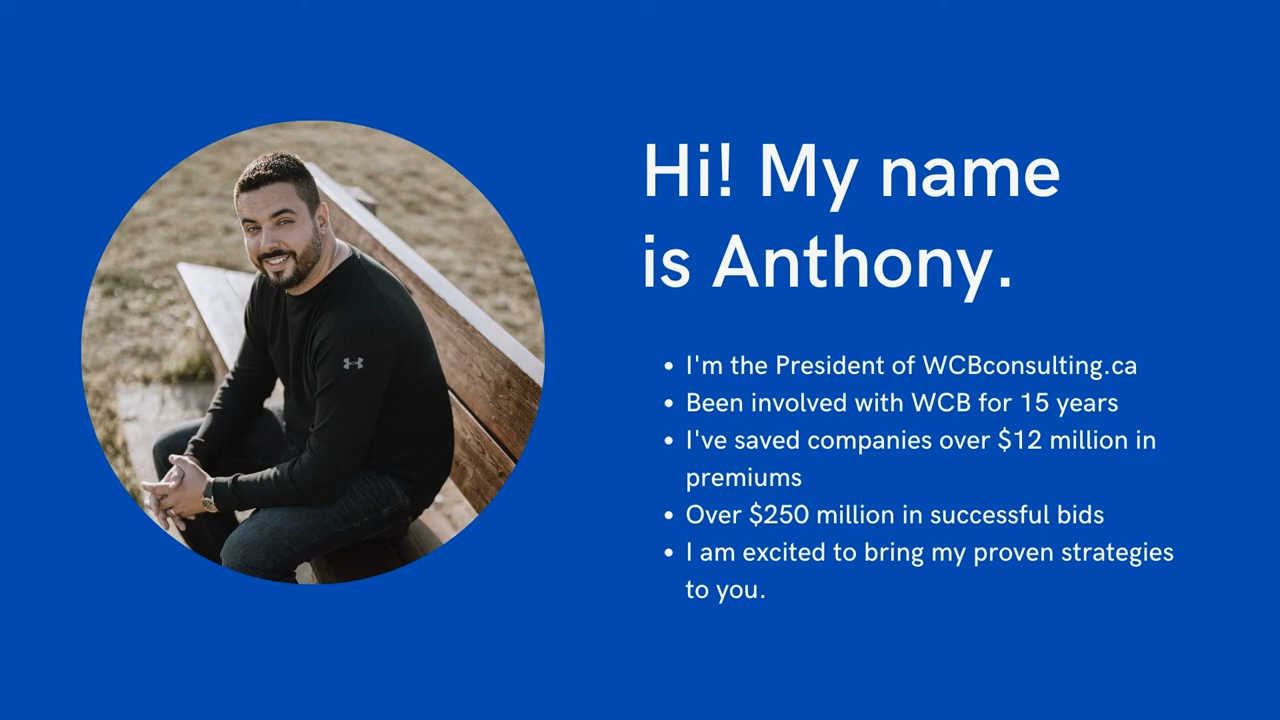 Hi! My name
is Anthony.
• I'm the President of WCBconsulting.ca
• Been involved with WCB for 15 years
• I've saved companies over $12 million in
premiums
• Over $250 million in successful bids
• I am excited to bring my proven strategies
to you.